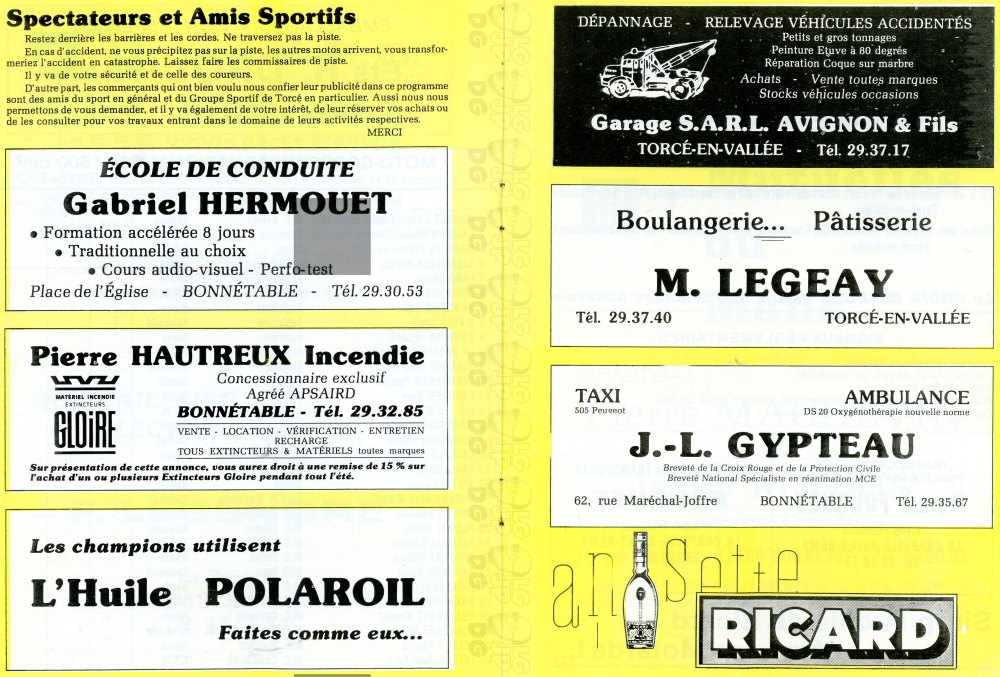 Spectateurs et Amis Sportifs
Restez derrière les barrières et les cordes. Ne traversez pas la piste.
En cas d'accident, ne vous précipitez pas sur la piste, les autres motos arrivent, vous transfor-
meriez l'accident en catastrophe. Laissez faire les commissaires de piste.
Il y va de votre sécurité et de celle des coureurs.
D'autre part, les commerçants qui ont bien voulu nous confier leur publicité dans ce programme
sont des amis du sport en général et du Groupe Sportif de Torcé en particulier. Aussi nous nous
permettons de vous demander, et il y va également de votre intérêt, de leur réserver vos achats ou
de les consulter pour vos travaux entrant dans le domaine de leurs activités respectives.
MERCI
ÉCOLE DE CONDUITE
Gabriel HERMOUET
• Formation accélérée 8 jours
• Traditionnelle au choix
• Cours audio-visuel - Perfo-test
Place de l'Église - BONNÉTABLE - Tél. 29.30.53
Pierre HAUTREUX Incendie
Concessionnaire exclusif
Agréé APSAIRD
MATÉRIEL INCENDIE
EXTINCTEURS
GLOIRE
BONNÉTABLE - Tél. 29.32.85
VENTE - LOCATION - VÉRIFICATION - ENTRETIEN
RECHARGE
TOUS EXTINCTEURS & MATÉRIELS toutes marques
Sur présentation de cette annonce, vous aurez droit à une remise de 15 % sur
l'achat d'un ou plusieurs Extincteurs Gloire pendant tout l'été.
Les champions utilisent
L'Huile POLAROIL
Faites comme eux...
DÉPANNAGE - RELEVAGE VÉHICULES ACCIDENTÉS
Petits et gros tonnages
Peinture Etuve à 80 degrés
Réparation Coque sur marbre
Achats - Vente toutes marques
Stocks véhicules occasions
Garage S.A.R.L. AVIGNON & Fils
TORCÉ-EN-VALLÉE - Tél. 29.37.17
Boulangerie... Pâtisserie
M. LEGEAY
Tél. 29.37.40 TORCÉ-EN-VALLÉE
TAXI AMBULANCE
505 Peugeot DS 20 Oxygénothérapie nouvelle norme
J.-L. GYPTEAU
Breveté de la Croix Rouge et de la Protection Civile
Breveté National Spécialiste en réanimation MCE
62, rue Maréchal-Joffre BONNÉTABLE Tél. 29.35.67
aniSette
RICARD